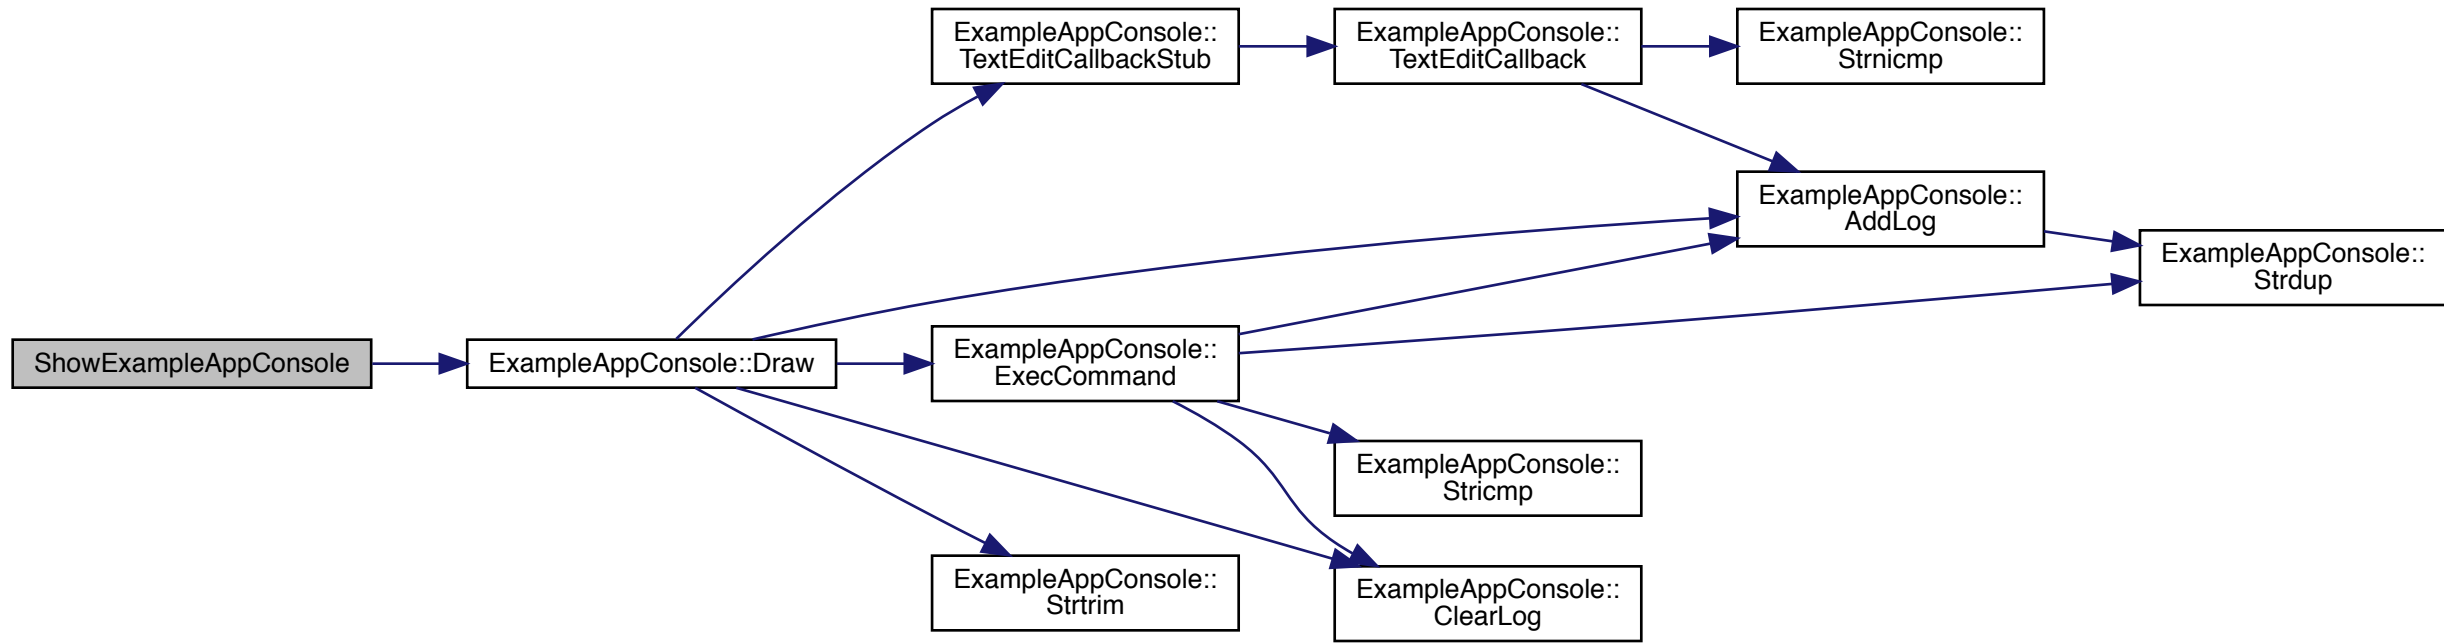 ShowExampleAppConsole
ExampleAppConsole::Draw
ExampleAppConsole::
TextEditCallbackStub
ExampleAppConsole::
TextEditCallback
ExampleAppConsole::
Strnicmp
ExampleAppConsole::
AddLog
ExampleAppConsole::
Strdup
ExampleAppConsole::
ExecCommand
ExampleAppConsole::
Stricmp
ExampleAppConsole::
ClearLog
ExampleAppConsole::
Strtrim